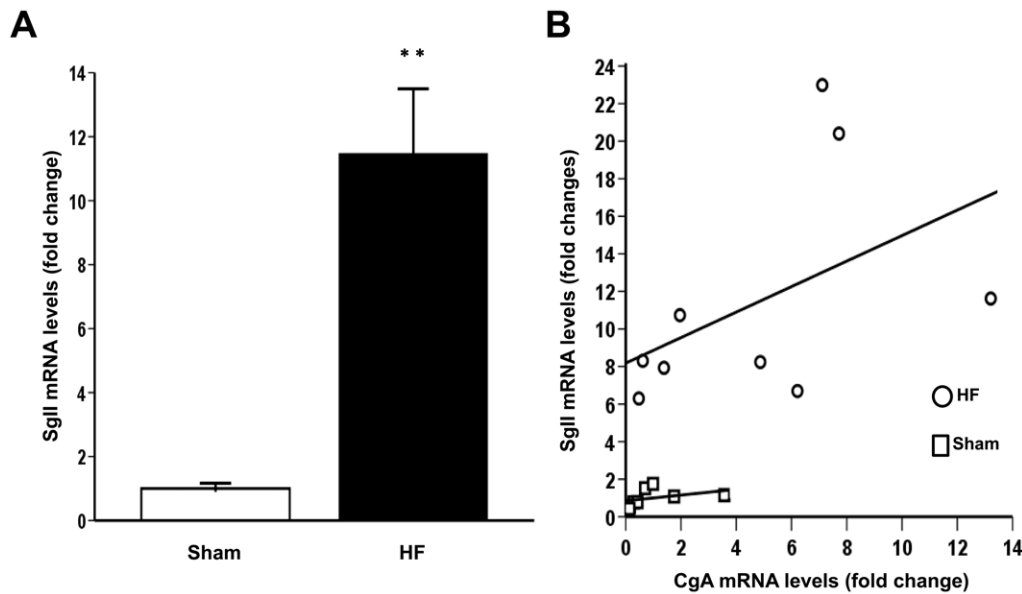 A
**
14
12
10
8
6
4
2
0
SgII mRNA levels (fold change)
Sham
HF
B
24
22
20
18
16
14
12
10
8
6
4
2
0
SgII mRNA levels (fold changes)
HF
Sham
0 2 4 6 8 10 12 14
CgA mRNA levels (fold change)